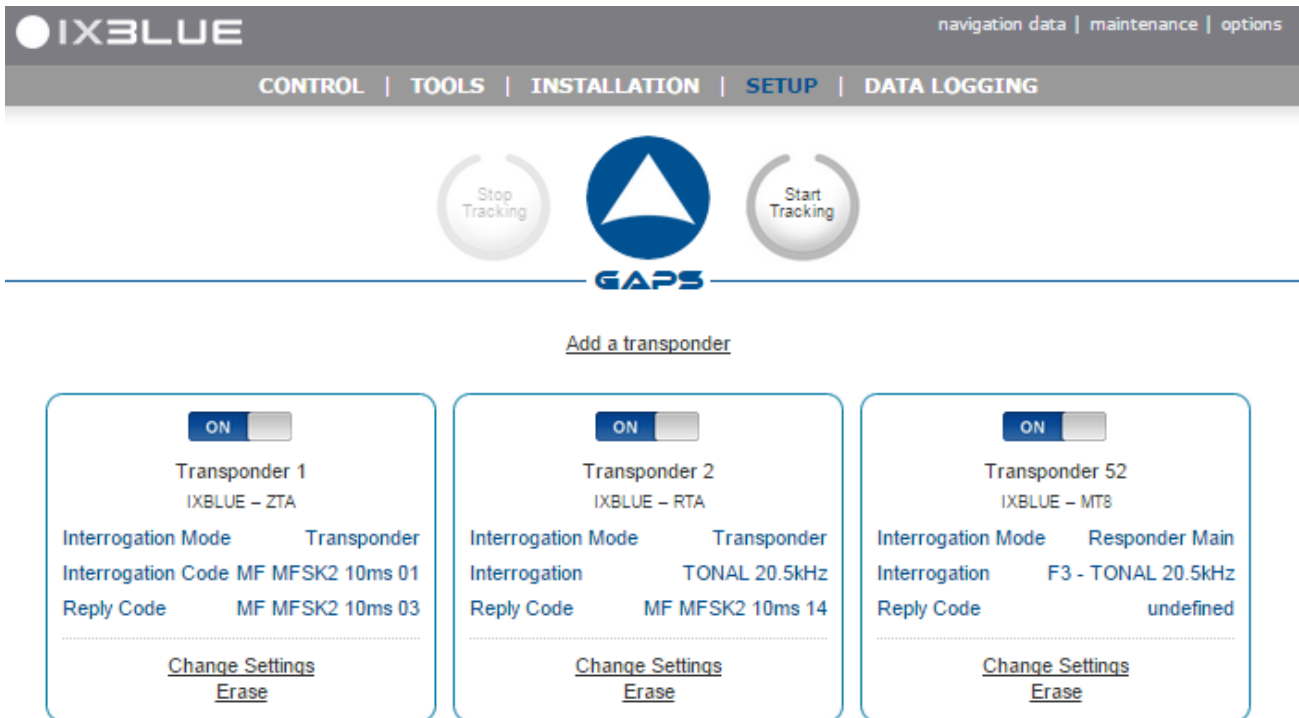 IXBLUE
navigation data | maintenance | options
CONTROL | TOOLS | INSTALLATION | SETUP | DATA LOGGING
Stop
Tracking
Start
Tracking
GAPS
Add a transponder
ON
Transponder 1
IXBLUE – ZTA
Interrogation Mode Transponder
Interrogation Code MF MFSK2 10ms 01
Reply Code MF MFSK2 10ms 03
Change Settings
Erase
ON
Transponder 2
IXBLUE – RTA
Interrogation Mode Transponder
Interrogation TONAL 20.5kHz
Reply Code MF MFSK2 10ms 14
Change Settings
Erase
ON
Transponder 52
IXBLUE – MT8
Interrogation Mode Responder Main
Interrogation F3 - TONAL 20.5kHz
Reply Code undefined
Change Settings
Erase